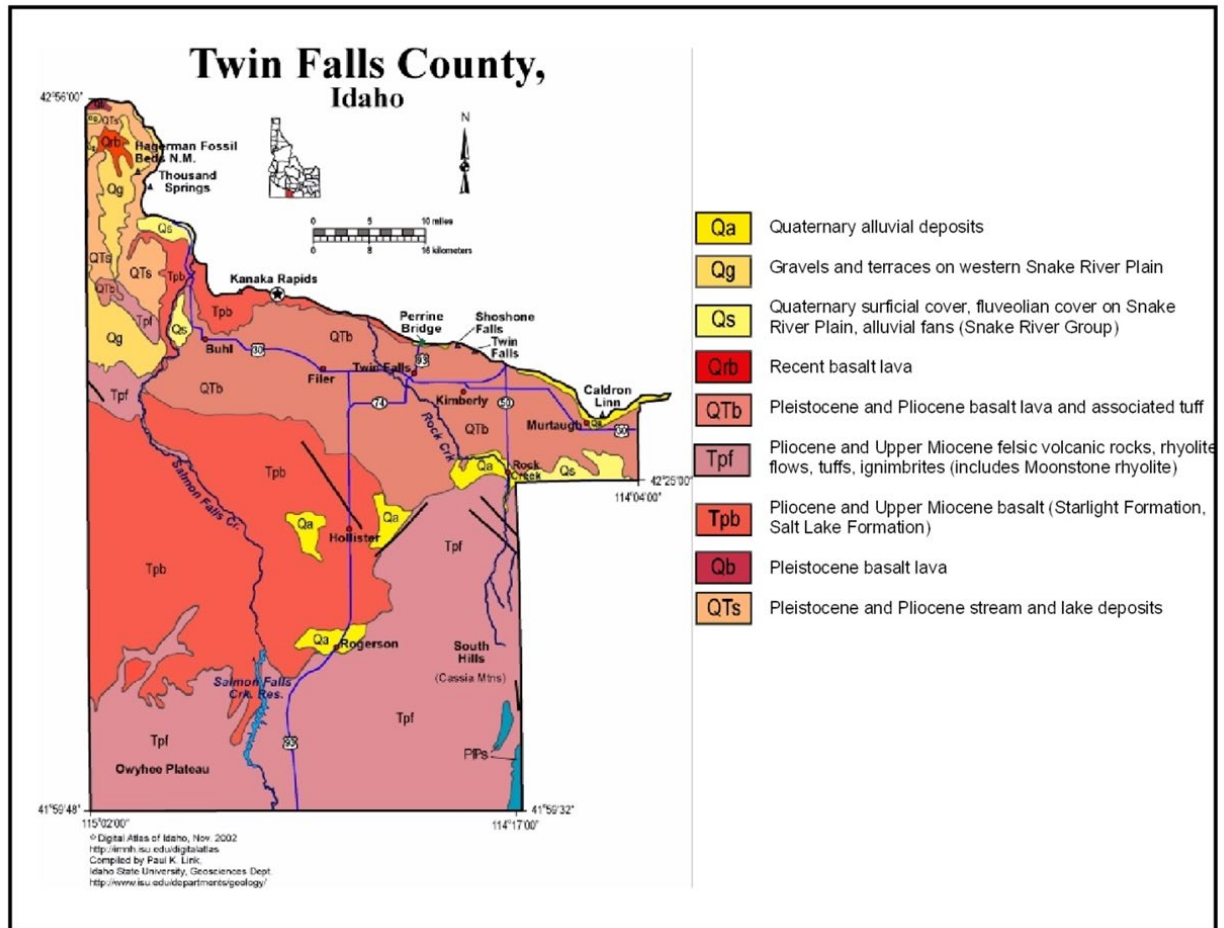 Twin Falls County,
Idaho
42°56'00"
N
Qb
Qg
QTs
Qrb
Hagerman Fossil
Beds N.M.
Thousand
Springs
Qg
0 5 10 miles
0 8 16 kilometers
Qs
QTs
QTs
Tpb
Kanaka Rapids
QTb
Tpf
Tpb
Perrine
Bridge
Shoshone
Falls
Twin
Falls
Qg
Qs
Buhl
30
QTb
93
Filer
Twin Falls
Caldron
Linn
Tpf
QTb
74
Kimberly
50
Murtaugh
Qa
30
Rock Crk
QTb
Salmon Falls Cr.
Tpb
Qa
Rock
Creek
Qs
42°25'00"
114°04'00"
Qa
Qa
Hollister
Tpf
Tpb
Qa
Rogerson
South
Hills
(Cassia Mtns)
Salmon Falls
Crk. Res.
Tpf
Tpf
93
PIPs
Owyhee Plateau
41°59'48"
41°59'32"
115°02'00"
114°17'00"
© Digital Atlas of Idaho, Nov. 2002
http://imnh.isu.edu/digitalatlas
Compiled by Paul K. Link,
Idaho State University, Geosciences Dept.
http://www.isu.edu/departments/geology/
Qa Quaternary alluvial deposits
Qg Gravels and terraces on western Snake River Plain
Qs Quaternary surficial cover, fluveolian cover on Snake
River Plain, alluvial fans (Snake River Group)
Qrb Recent basalt lava
QTb Pleistocene and Pliocene basalt lava and associated tuff
Tpf Pliocene and Upper Miocene felsic volcanic rocks, rhyolite
flows, tuffs, ignimbrites (includes Moonstone rhyolite)
Tpb Pliocene and Upper Miocene basalt (Starlight Formation,
Salt Lake Formation)
Qb Pleistocene basalt lava
QTs Pleistocene and Pliocene stream and lake deposits